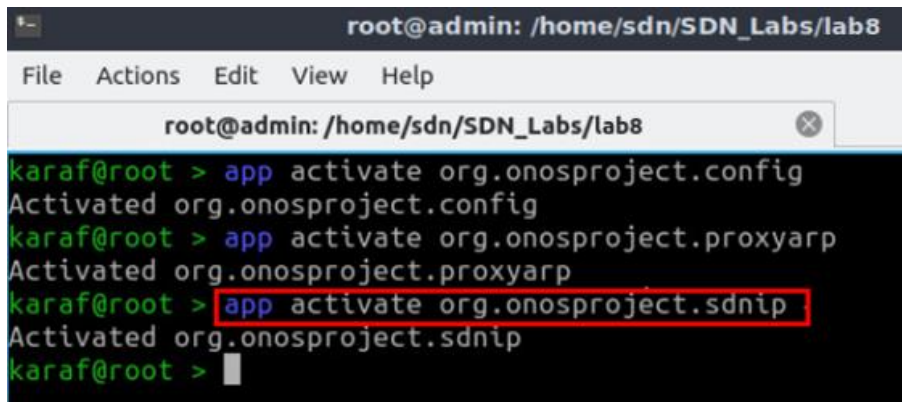 root@admin: /home/sdn/SDN_Labs/lab8
File Actions Edit View Help
root@admin: /home/sdn/SDN_Labs/lab8
karaf@root > app activate org.onosproject.config
Activated org.onosproject.config
karaf@root > app activate org.onosproject.proxyarp
Activated org.onosproject.proxyarp
karaf@root > app activate org.onosproject.sdnip
Activated org.onosproject.sdnip
karaf@root >